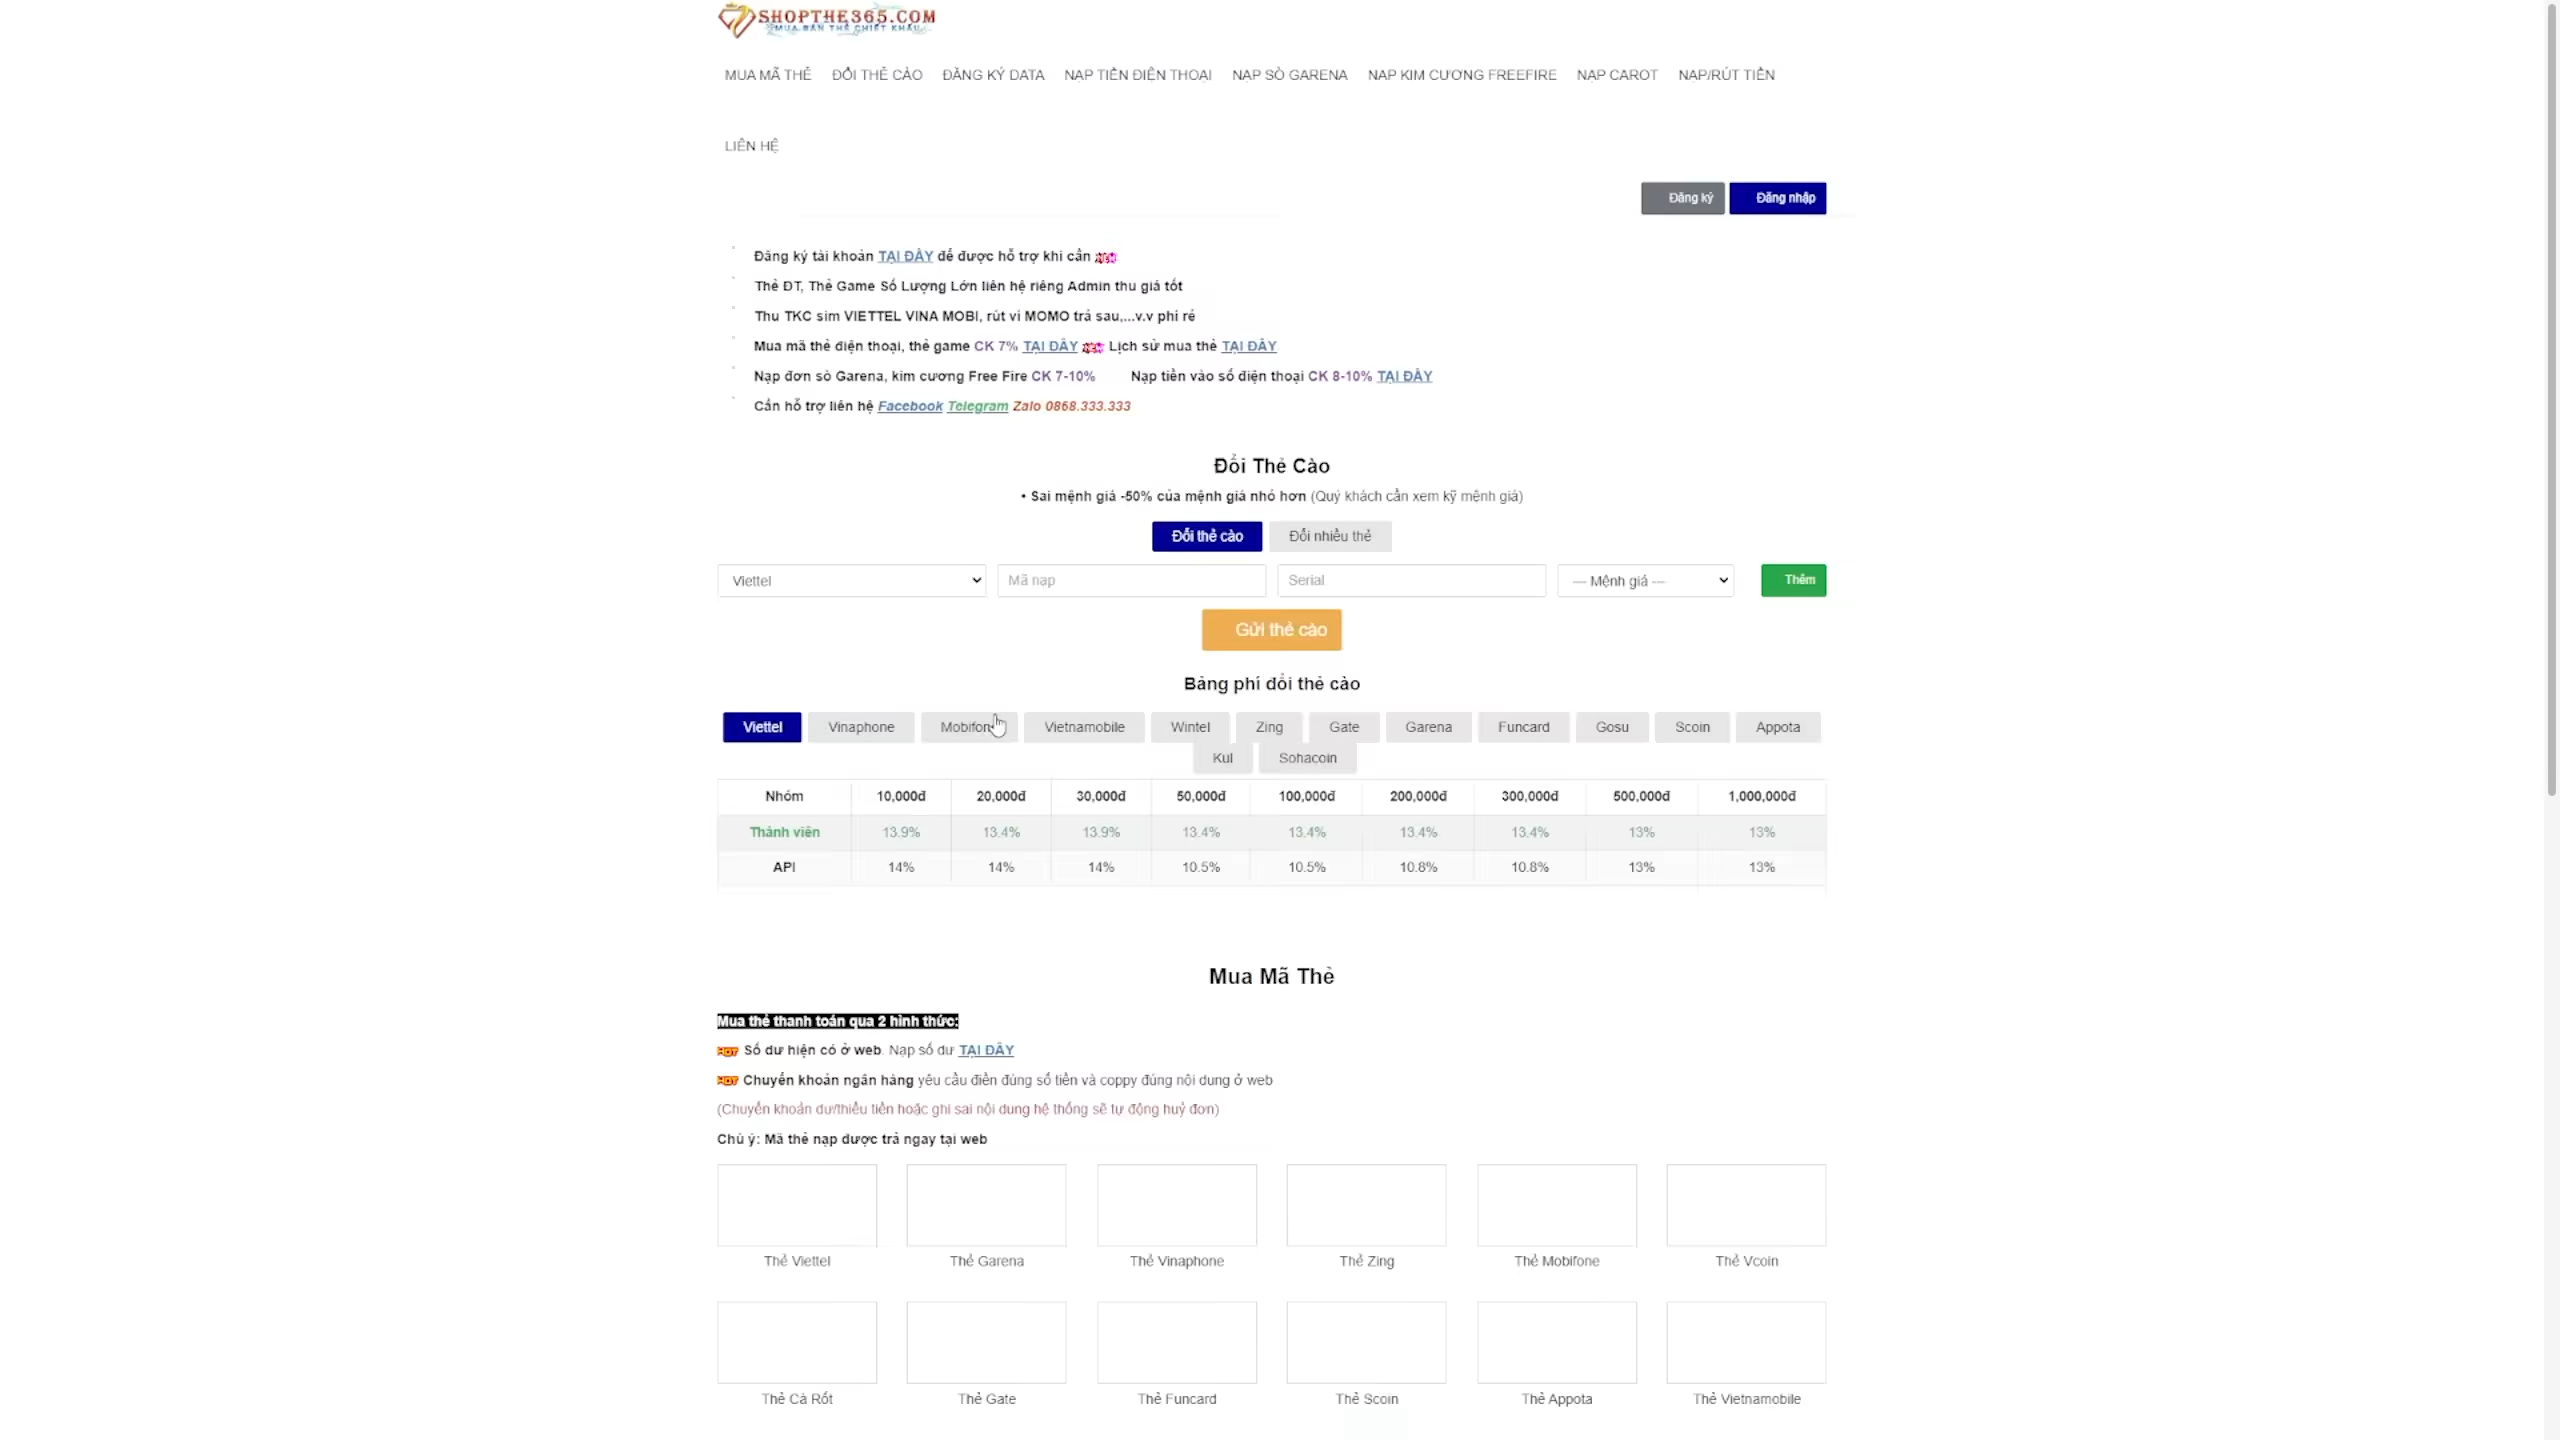 SHOPTHE365.COM
MUA BÁN THẺ CHIẾT KHẤU
MUA MÃ THẺ ĐỔI THẺ CÀO ĐĂNG KÝ DATA NẠP TIỀN ĐIỆN THOẠI NẠP SÒ GARENA NẠP KIM CƯƠNG FREEFIRE NẠP CAROT NẠP/RÚT TIỀN
LIÊN HỆ
Đăng ký Đăng nhập
Đăng ký tài khoản TẠI ĐÂY để được hỗ trợ khi cần NEW
Thẻ ĐT, Thẻ Game Số Lượng Lớn liên hệ riêng Admin thu giá tốt
Thu TKC sim VIETTEL VINA MOBI, rút ví MOMO trả sau,...v.v phí rẻ
Mua mã thẻ điện thoại, thẻ game CK 7% TẠI ĐÂY NEW Lịch sử mua thẻ TẠI ĐÂY
Nạp đơn sò Garena, kim cương Free Fire CK 7-10% Nạp tiền vào số điện thoại CK 8-10% TẠI ĐÂY
Cần hỗ trợ liên hệ Facebook Telegram Zalo 0868.333.333
Đổi Thẻ Cào
• Sai mệnh giá -50% của mệnh giá nhỏ hơn (Quý khách cần xem kỹ mệnh giá)
Đổi thẻ cào Đổi nhiều thẻ
Viettel Mã nạp Serial --- Mệnh giá --- Thêm
Gửi thẻ cào
Bảng phí đổi thẻ cào
Viettel Vinaphone Mobifone Vietnamobile Wintel Zing Gate Garena Funcard Gosu Scoin Appota
Kul Sohacoin
Nhóm 10,000đ 20,000đ 30,000đ 50,000đ 100,000đ 200,000đ 300,000đ 500,000đ 1,000,000đ
Thành viên 13.9% 13.4% 13.9% 13.4% 13.4% 13.4% 13.4% 13% 13%
API 14% 14% 14% 10.5% 10.5% 10.8% 10.8% 13% 13%
Mua Mã Thẻ
Mua thẻ thanh toán qua 2 hình thức:
HOT Số dư hiện có ở web. Nạp số dư TẠI ĐÂY
HOT Chuyển khoản ngân hàng yêu cầu điền đúng số tiền và coppy đúng nội dung ở web
(Chuyển khoản dư/thiếu tiền hoặc ghi sai nội dung hệ thống sẽ tự động huỷ đơn)
Chú ý: Mã thẻ nạp được trả ngay tại web
Thẻ Viettel Thẻ Garena Thẻ Vinaphone Thẻ Zing Thẻ Mobifone Thẻ Vcoin
Thẻ Cà Rốt Thẻ Gate Thẻ Funcard Thẻ Scoin Thẻ Appota Thẻ Vietnamobile